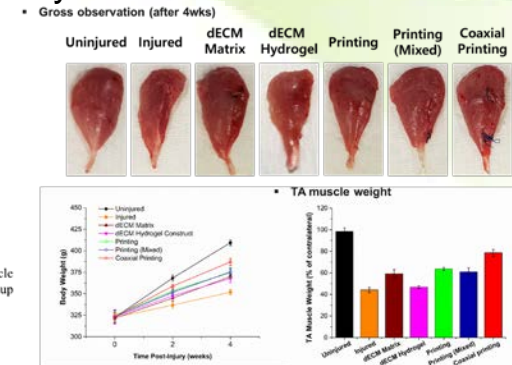 ▪ Gross observation (after 4wks)
Uninjured Injured dECM Matrix dECM Hydrogel Printing Printing (Mixed) Coaxial Printing
▪ TA muscle weight
Uninjured
Injured
dECM Matrix
dECM Hydrogel Construct
Printing
Printing (Mixed)
Coaxial Printing
Body Weight (g)
450
425
400
375
350
325
300
0 2 4
Time Post-Injury (weeks)
TA Muscle Weight (% of contralateral)
120
100
80
60
40
20
0
Uninjured
Injured
dECM Matrix
dECM Hydrogel
Printing
Printing (Mixed)
Coaxial printing